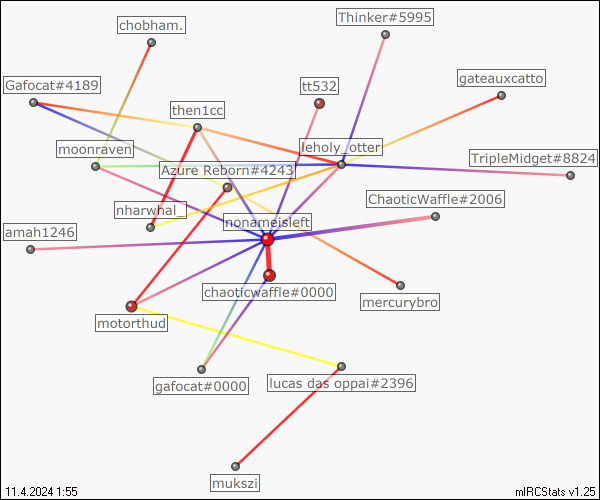 Thinker#5995
chobham.
Gafocat#4189
tt532
gateauxcatto
then1cc
moonraven
leholy_otter
TripleMidget#8824
Azure Reborn#4243
ChaoticWaffle#2006
nharwhal_
nonameisleft
amah1246
chaoticwaffle#0000
mercurybro
motorthud
gafocat#0000
lucas das oppai#2396
mukszi
11.4.2024 1:55
mIRCStats v1.25